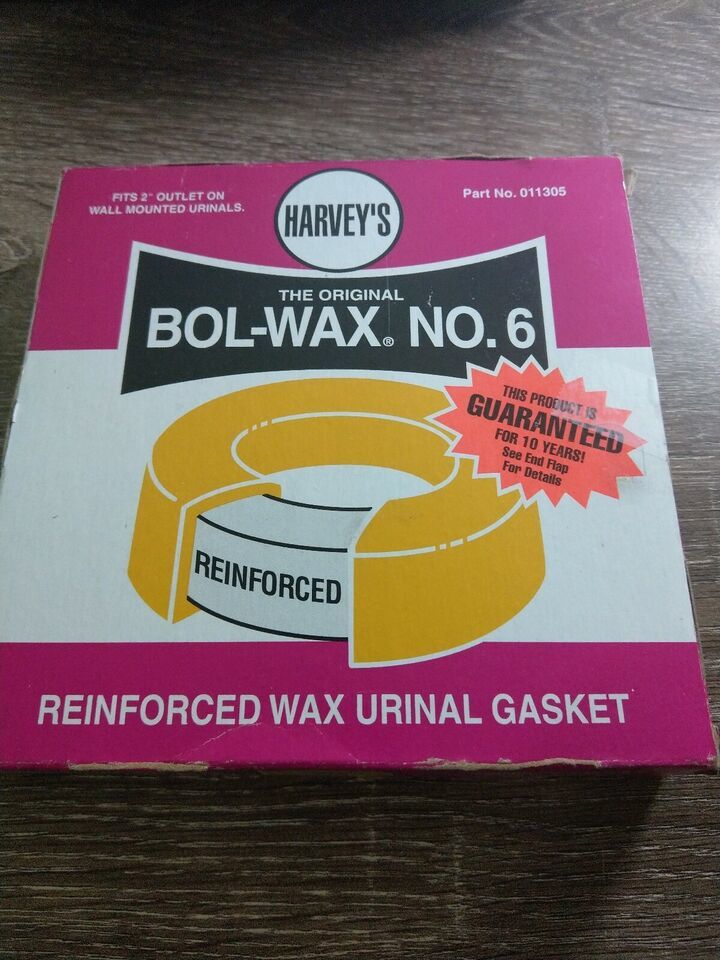 FITS 2" OUTLET ON
WALL MOUNTED URINALS.
HARVEY'S
Part No. 011305
THE ORIGINAL
BOL-WAX® NO. 6
THIS PRODUCT IS
GUARANTEED
FOR 10 YEARS!
See End Flap
For Details
REINFORCED
REINFORCED WAX URINAL GASKET